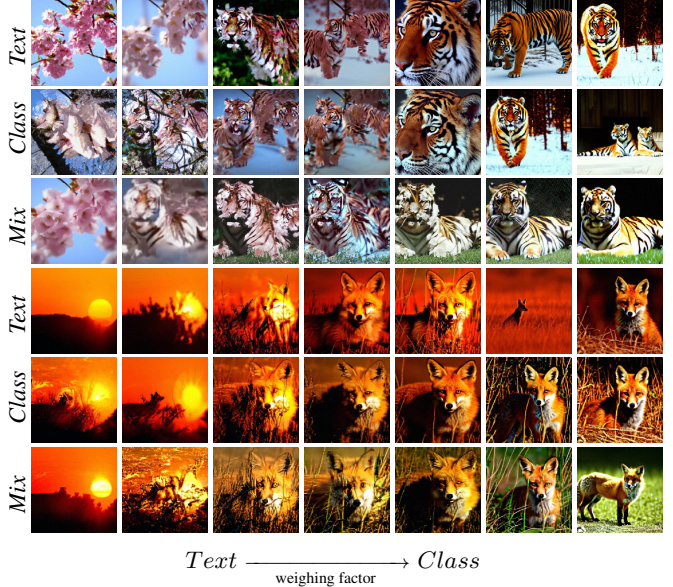 Text
Class
Mix
Text
Class
Mix
Text → Class
weighing factor